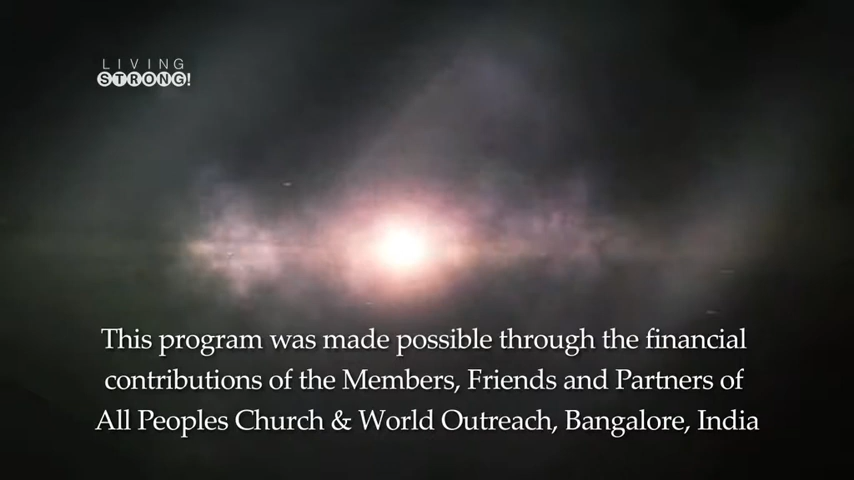 LIVING
STRONG!
This program was made possible through the financial
contributions of the Members, Friends and Partners of
All Peoples Church & World Outreach, Bangalore, India